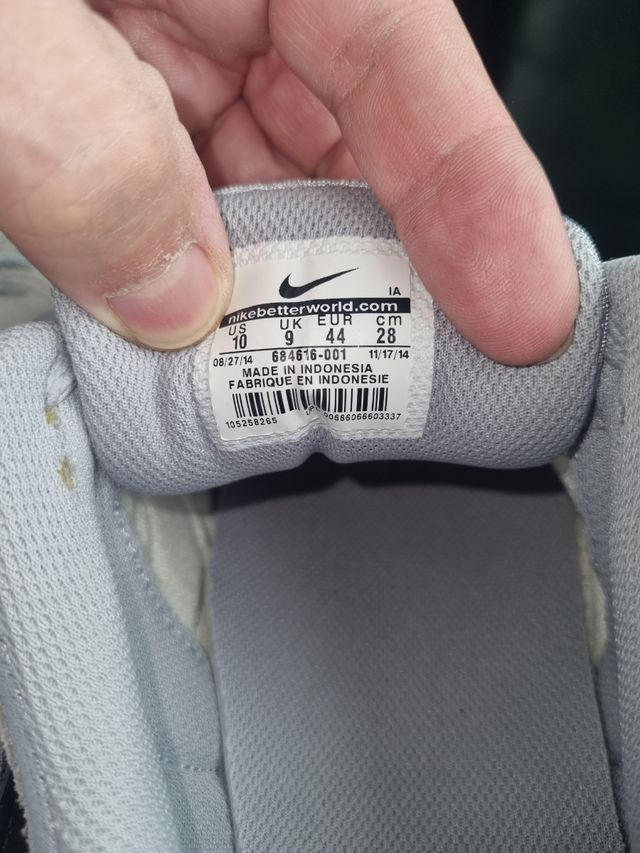 IA
nikebetterworld.com
US UK EUR cm
10 9 44 28
08/27/14 684616-001 11/17/14
MADE IN INDONESIA
FABRIQUE EN INDONESIE
105258265 00666066603337